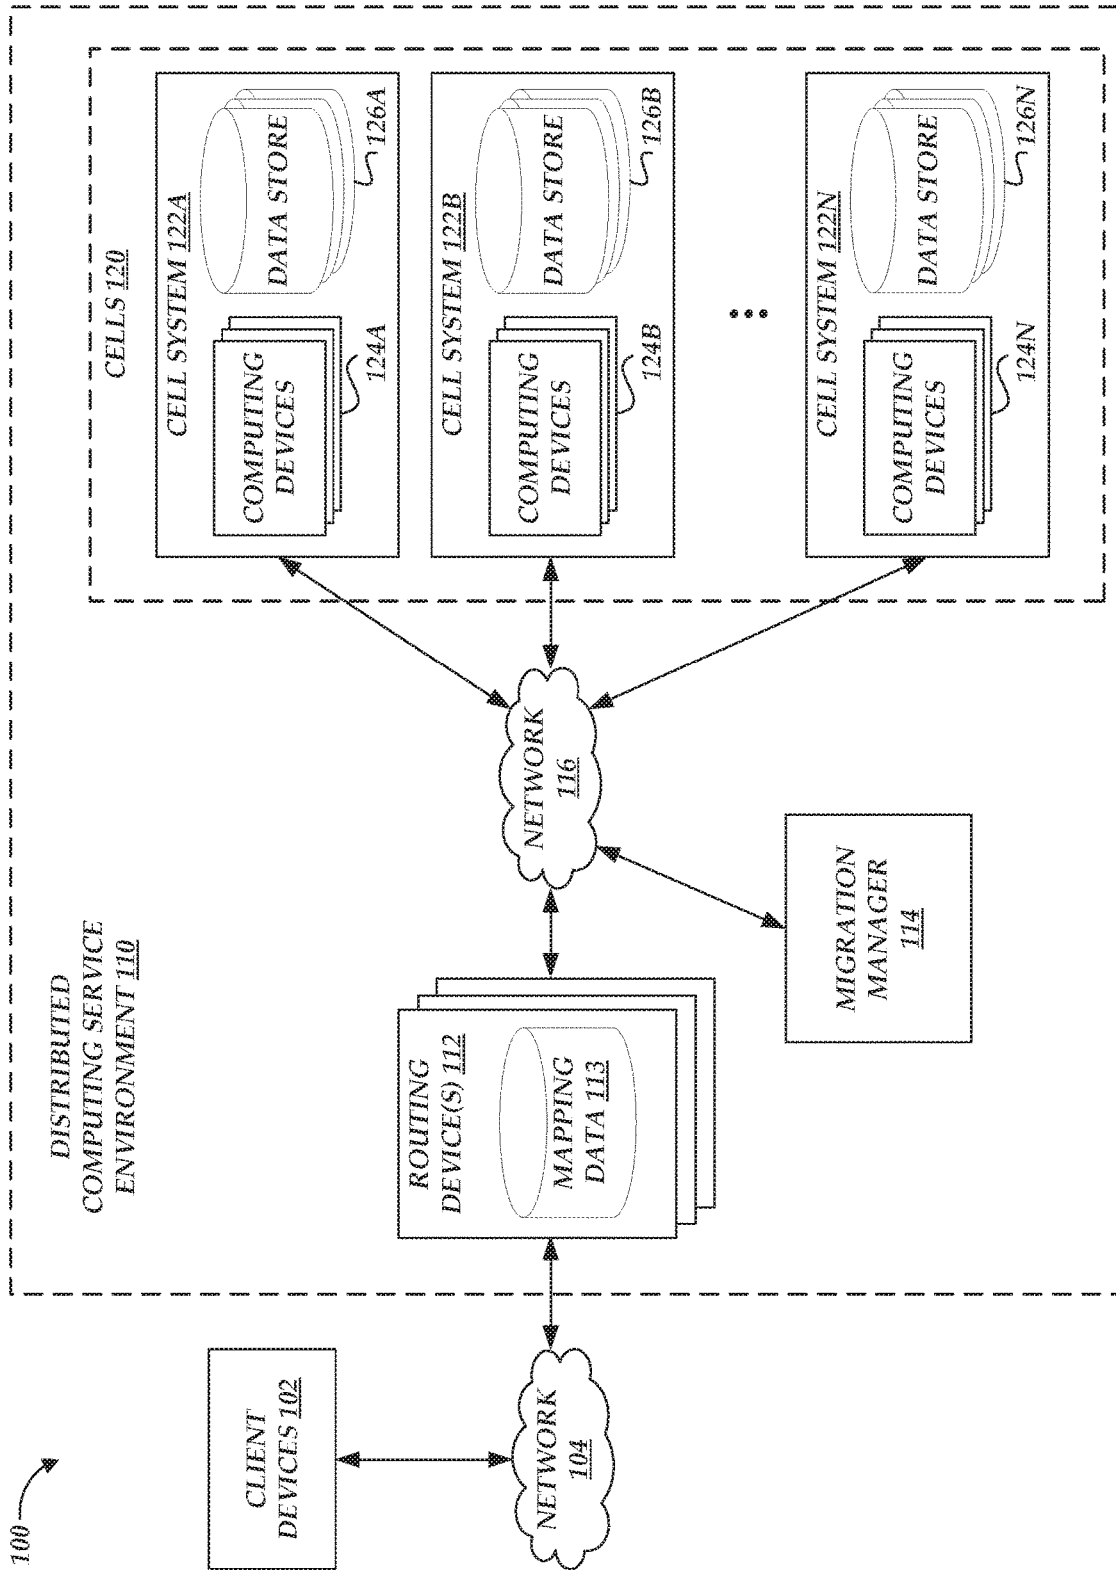 100
CLIENT
DEVICES 102
NETWORK
104
DISTRIBUTED
COMPUTING SERVICE
ENVIRONMENT 110
ROUTING
DEVICE(S) 112
MAPPING
DATA 113
MIGRATION
MANAGER
114
NETWORK
116
CELLS 120
CELL SYSTEM 122A
COMPUTING
DEVICES
124A
DATA STORE
126A
CELL SYSTEM 122B
COMPUTING
DEVICES
124B
DATA STORE
126B
...
CELL SYSTEM 122N
COMPUTING
DEVICES
124N
DATA STORE
126N